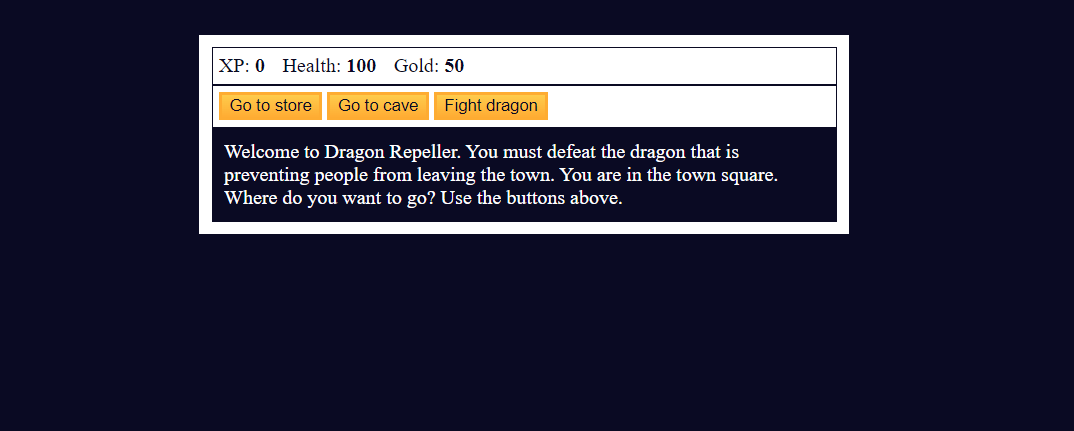 XP: 0 Health: 100 Gold: 50
Go to store Go to cave Fight dragon
Welcome to Dragon Repeller. You must defeat the dragon that is
preventing people from leaving the town. You are in the town square.
Where do you want to go? Use the buttons above.